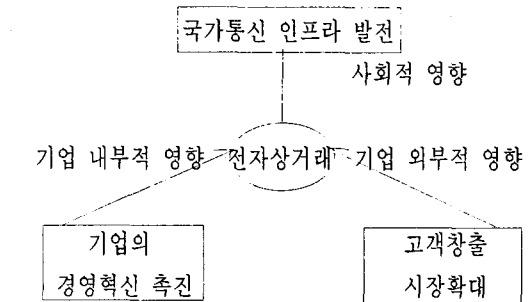 국가통신 인프라 발전
사회적 영향
기업 내부적 영향 전자상거래 기업 외부적 영향
기업의
경영혁신 촉진
고객창출
시장확대